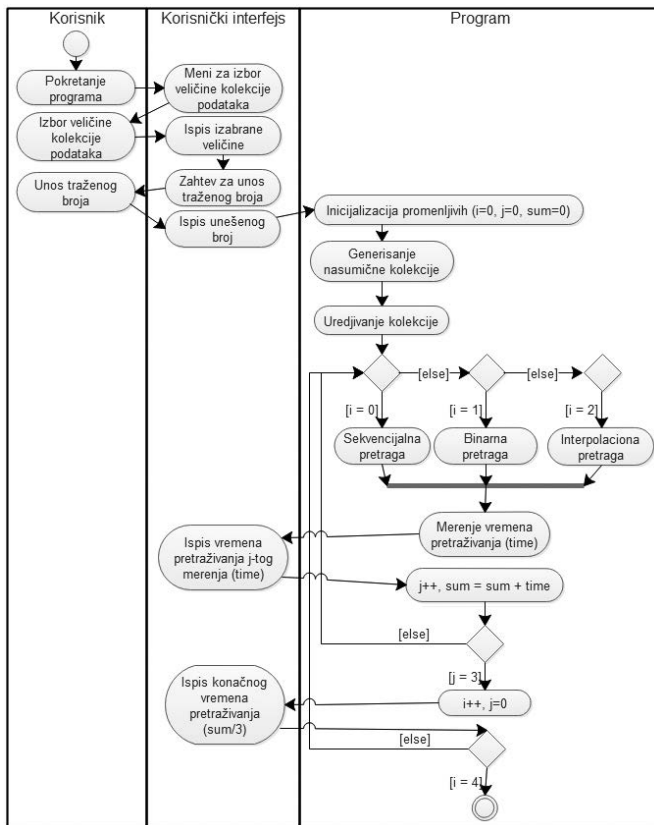 Korisnik
Korisnički interfejs
Program
Pokretanje
programa
Meni za izbor
veličine kolekcije
podataka
Izbor veličine
kolekcije
podataka
Ispis izabrane
veličine
Unos traženog
broja
Zahtev za unos
traženog broja
Ispis unešenog
broj
Inicijalizacija promenljivih (i=0, j=0, sum=0)
Generisanje
nasumične kolekcije
Uredjivanje kolekcije
[else]
[else]
[i = 0]
[i = 1]
[i = 2]
Sekvencijalna
pretraga
Binarna
pretraga
Interpolaciona
pretraga
Merenje vremena
pretraživanja (time)
Ispis vremena
pretraživanja j-tog
merenja (time)
j++, sum = sum + time
[else]
[j = 3]
Ispis konačnog
vremena
pretraživanja
(sum/3)
i++, j=0
[else]
[i = 4]